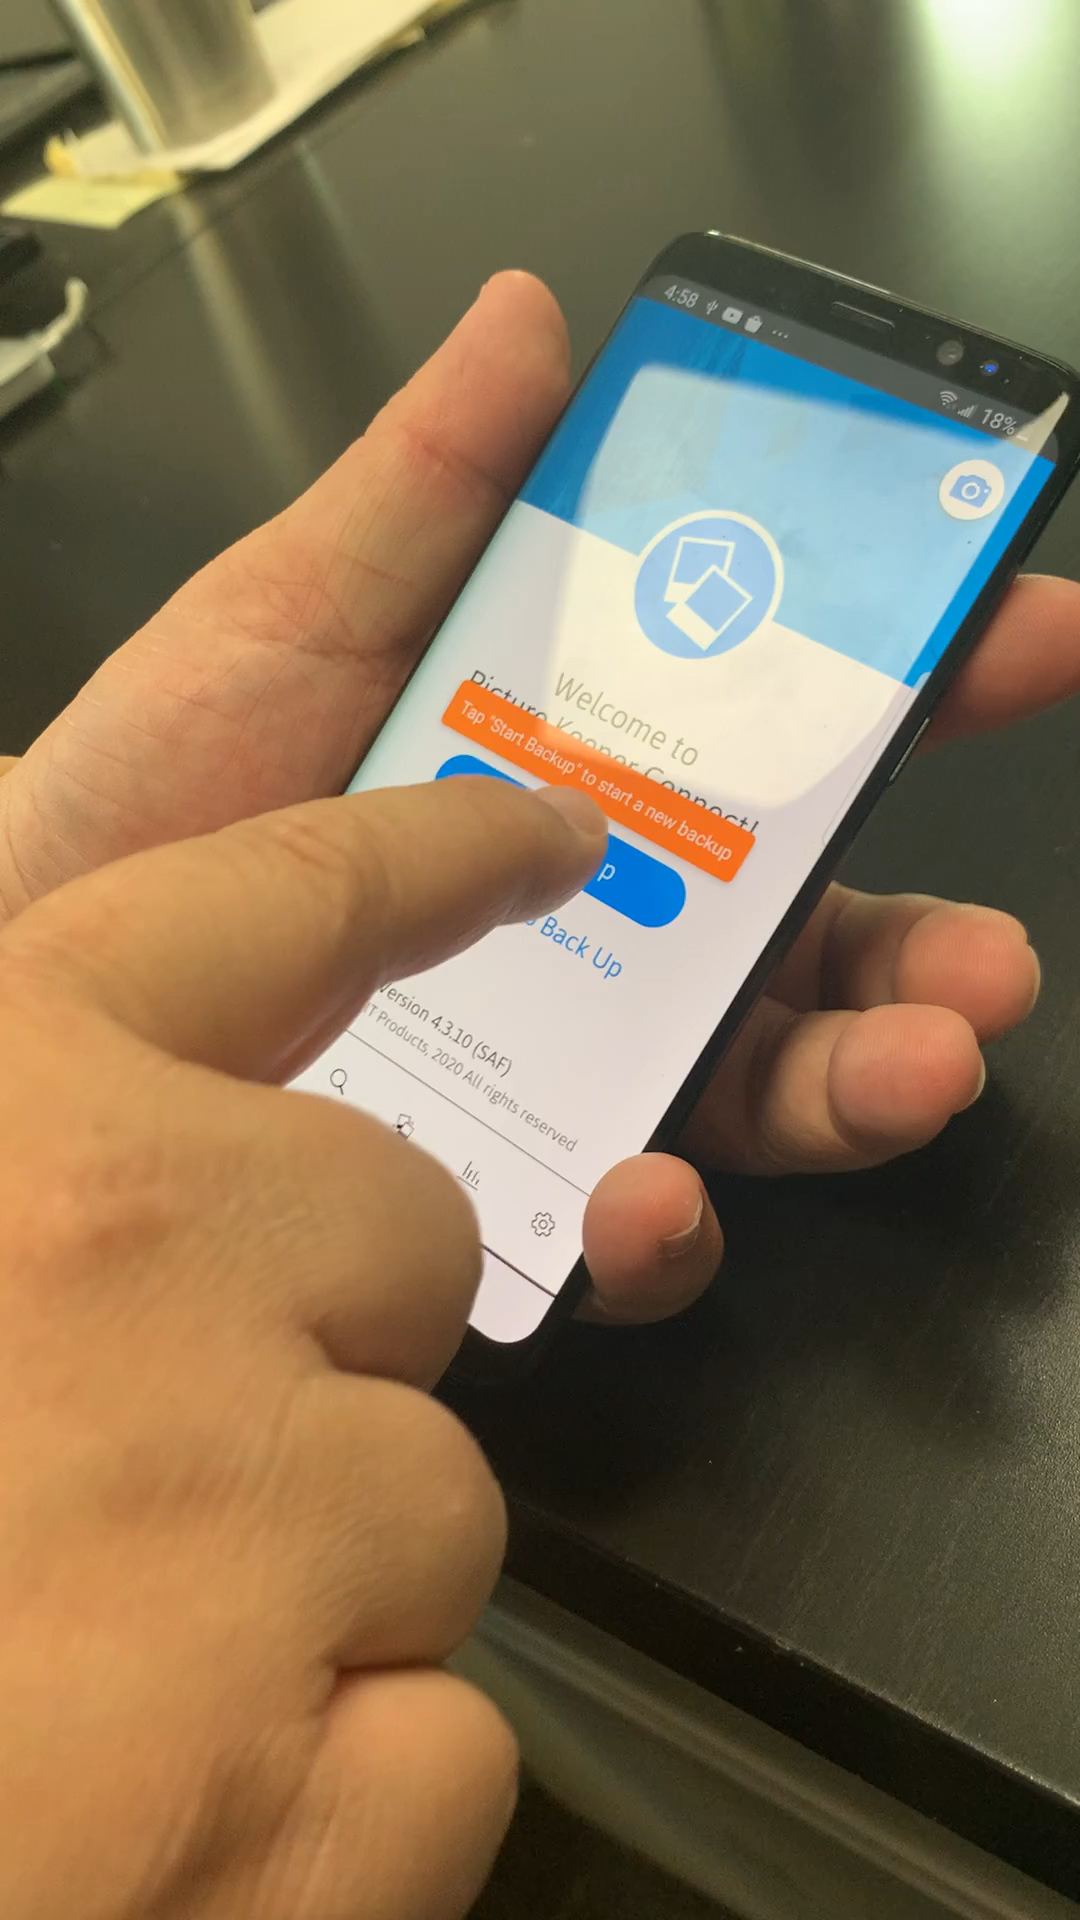 4:58
18%
Welcome to
Picture Keeper Connect!
Tap "Start Backup" to start a new backup
p
Back Up
Version 4.3.10 (SAF)
IT Products, 2020 All rights reserved